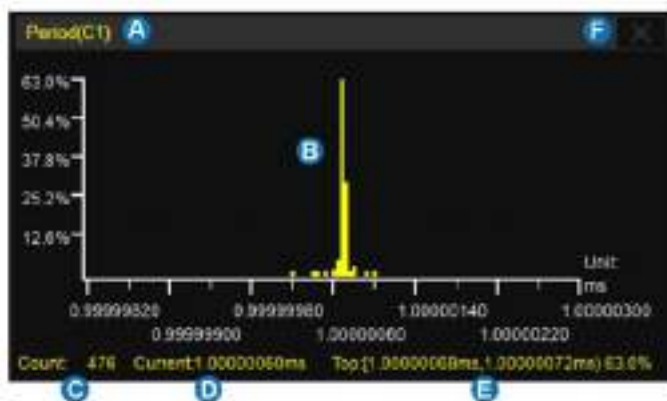 Period(C1) A F
63.0%
50.4%
B
37.8%
25.2%
12.6%
Unit:
ms
0.99999820 0.99999980 1.00000140 1.00000300
0.99999900 1.00000060 1.00000220
Count: 476 Current:1.00000060ms Top:[1.00000068ms,1.00000072ms) 63.0%
C D E